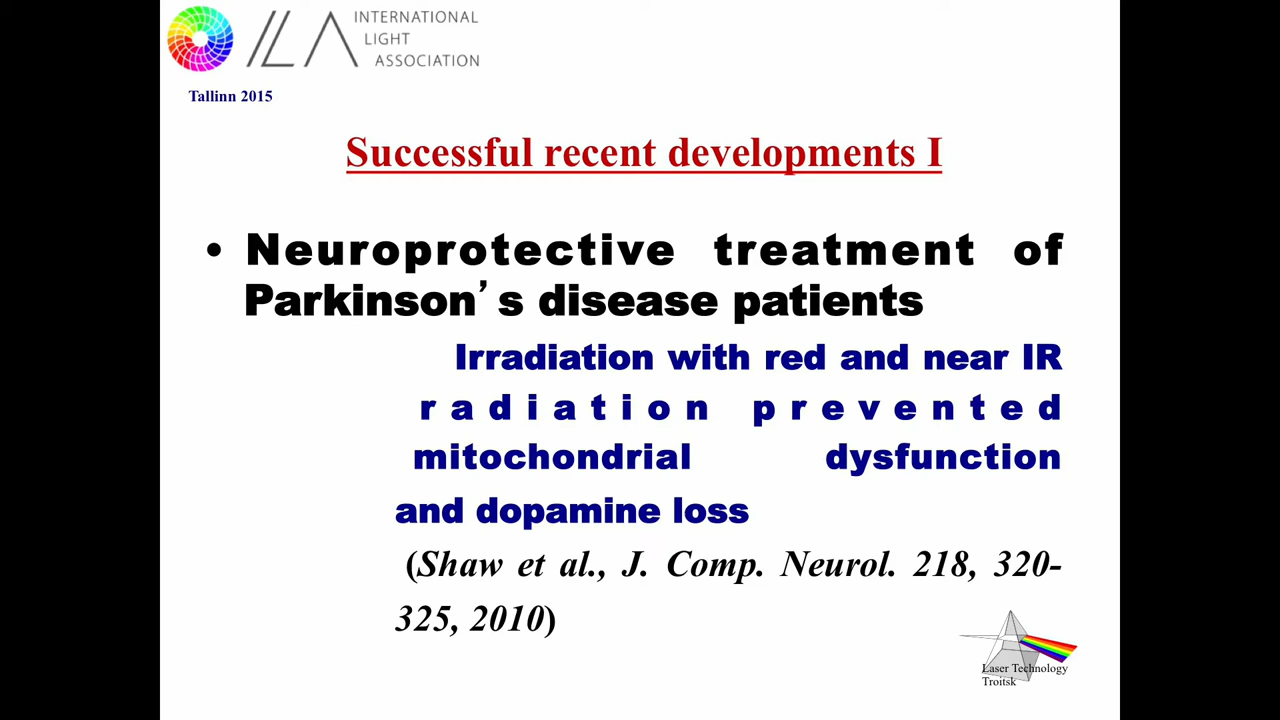 INTERNATIONAL
ILA LIGHT
ASSOCIATION
Tallinn 2015
Successful recent developments I
• Neuroprotective treatment of
Parkinson’s disease patients
Irradiation with red and near IR
radiation prevented
mitochondrial dysfunction
and dopamine loss
(Shaw et al., J. Comp. Neurol. 218, 320-
325, 2010)
Laser Technology
Troitsk